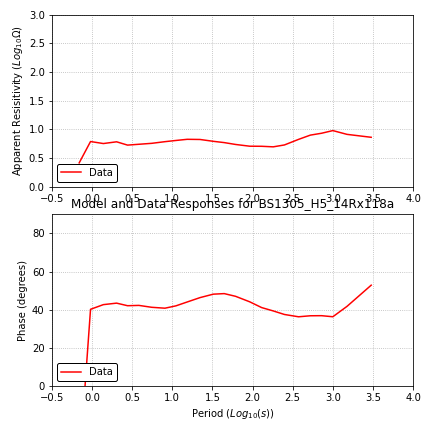 3.0
2.5
2.0
1.5
1.0
0.5
0.0
Apparent Resisitivity (Log10Ω)
Data
−0.5 0.0 0.5 1.0 1.5 2.0 2.5 3.0 3.5 4.0
Model and Data Responses for BS1305_H5_14Rx118a
80
60
40
20
0
Phase (degrees)
Data
−0.5 0.0 0.5 1.0 1.5 2.0 2.5 3.0 3.5 4.0
Period (Log10(s))